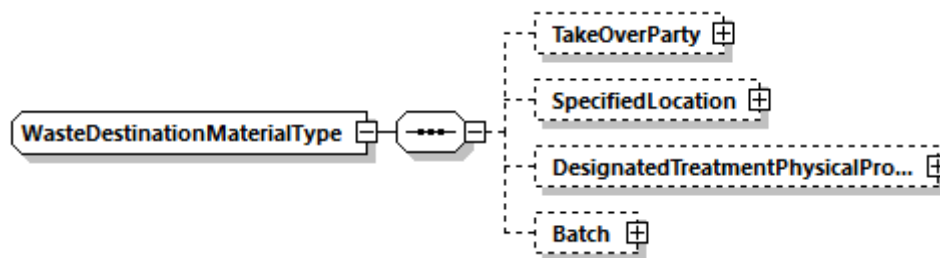 TakeOverParty
SpecifiedLocation
WasteDestinationMaterialType
DesignatedTreatmentPhysicalPro...
Batch